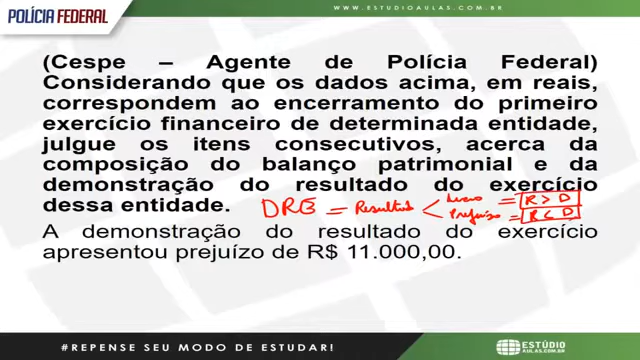 POLÍCIA FEDERAL
WWW.ESTUDIOAULAS.COM.BR
(Cespe – Agente de Polícia Federal)
Considerando que os dados acima, em reais,
correspondem ao encerramento do primeiro
exercício financeiro de determinada entidade,
julgue os itens consecutivos, acerca da
composição do balanço patrimonial e da
demonstração do resultado do exercício
dessa entidade.
DRE = Resultado < Lucro = R > D
Prejuízo = R < D
A demonstração do resultado do exercício
apresentou prejuízo de R$ 11.000,00.
#REPENSE SEU MODO DE ESTUDAR!
ESTÚDIO
AULAS.COM.BR